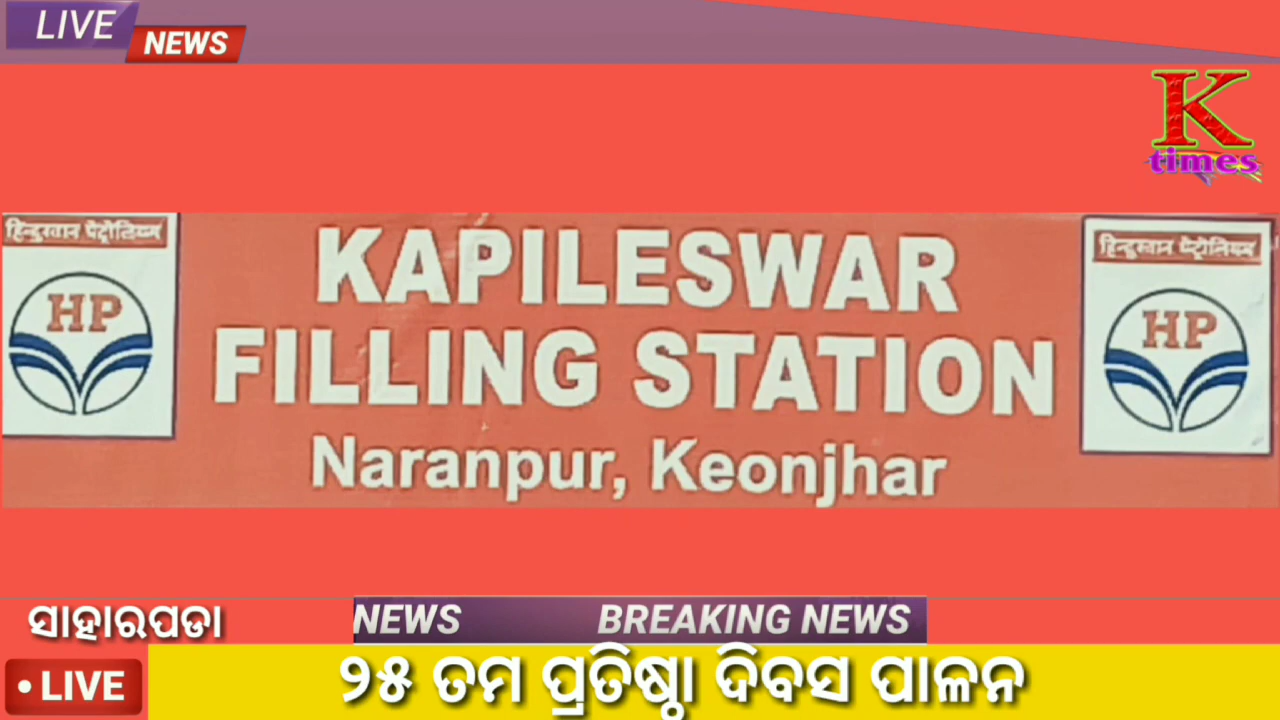 LIVE
NEWS
K
times
हिन्दुस्तान पेट्रोलियम
HP
KAPILESWAR
FILLING STATION
Naranpur, Keonjhar
हिन्दुस्तान पेट्रोलियम
HP
ସାହାରପଡା
NEWS BREAKING NEWS
• LIVE
୨୫ ତମ ପ୍ରତିଷ୍ଠା ଦିବସ ପାଳନ